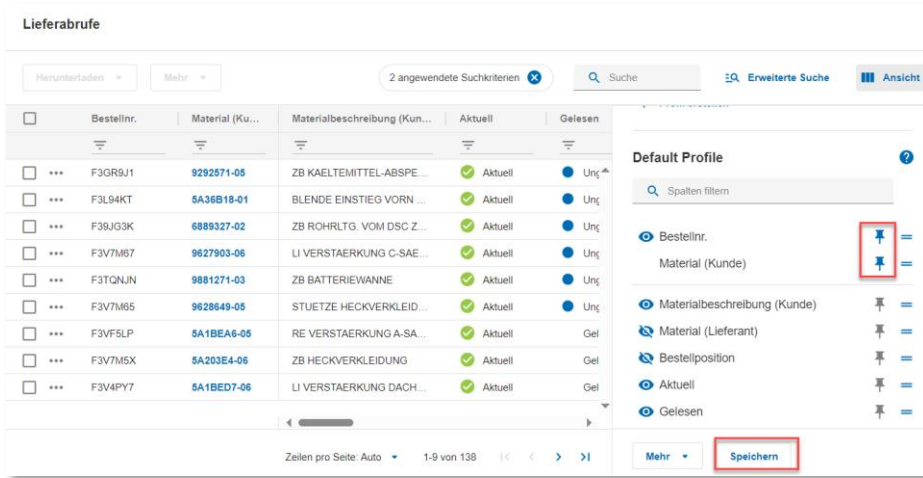 Lieferabrufe
Herunterladen Mehr 2 angewendete Suchkriterien Suche Erweiterte Suche Ansicht
Bestellnr. Material (Ku... Materialbeschreibung (Kun... Aktuell Gelesen
F3GR9J1 9292571-05 ZB KAELTEMITTEL-ABSPE... Aktuell
F3L94KT 5A36B18-01 BLENDE EINSTIEG VORN ... Aktuell
F39JG3K 6889327-02 ZB ROHRLTG. VOM DSC Z... Aktuell
F3V7M67 9627903-06 LI VERSTAERKUNG C-SAE... Aktuell
F3TQNJN 9881271-03 ZB BATTERIEWANNE Aktuell
F3V7M65 9628649-05 STUETZE HECKVERKLEID... Aktuell
F3VF5LP 5A1BEA6-05 RE VERSTAERKUNG A-SA... Aktuell Gel
F3V7M5X 5A203E4-06 ZB HECKVERKLEIDUNG Aktuell Gel
F3V4PY7 5A1BED7-06 LI VERSTAERKUNG DACH... Aktuell Gel
Zeilen pro Seite: Auto 1-9 von 138
Default Profile
Spalten filtern
Bestellnr.
Material (Kunde)
Materialbeschreibung (Kunde)
Material (Lieferant)
Bestellposition
Aktuell
Gelesen
Mehr Speichern